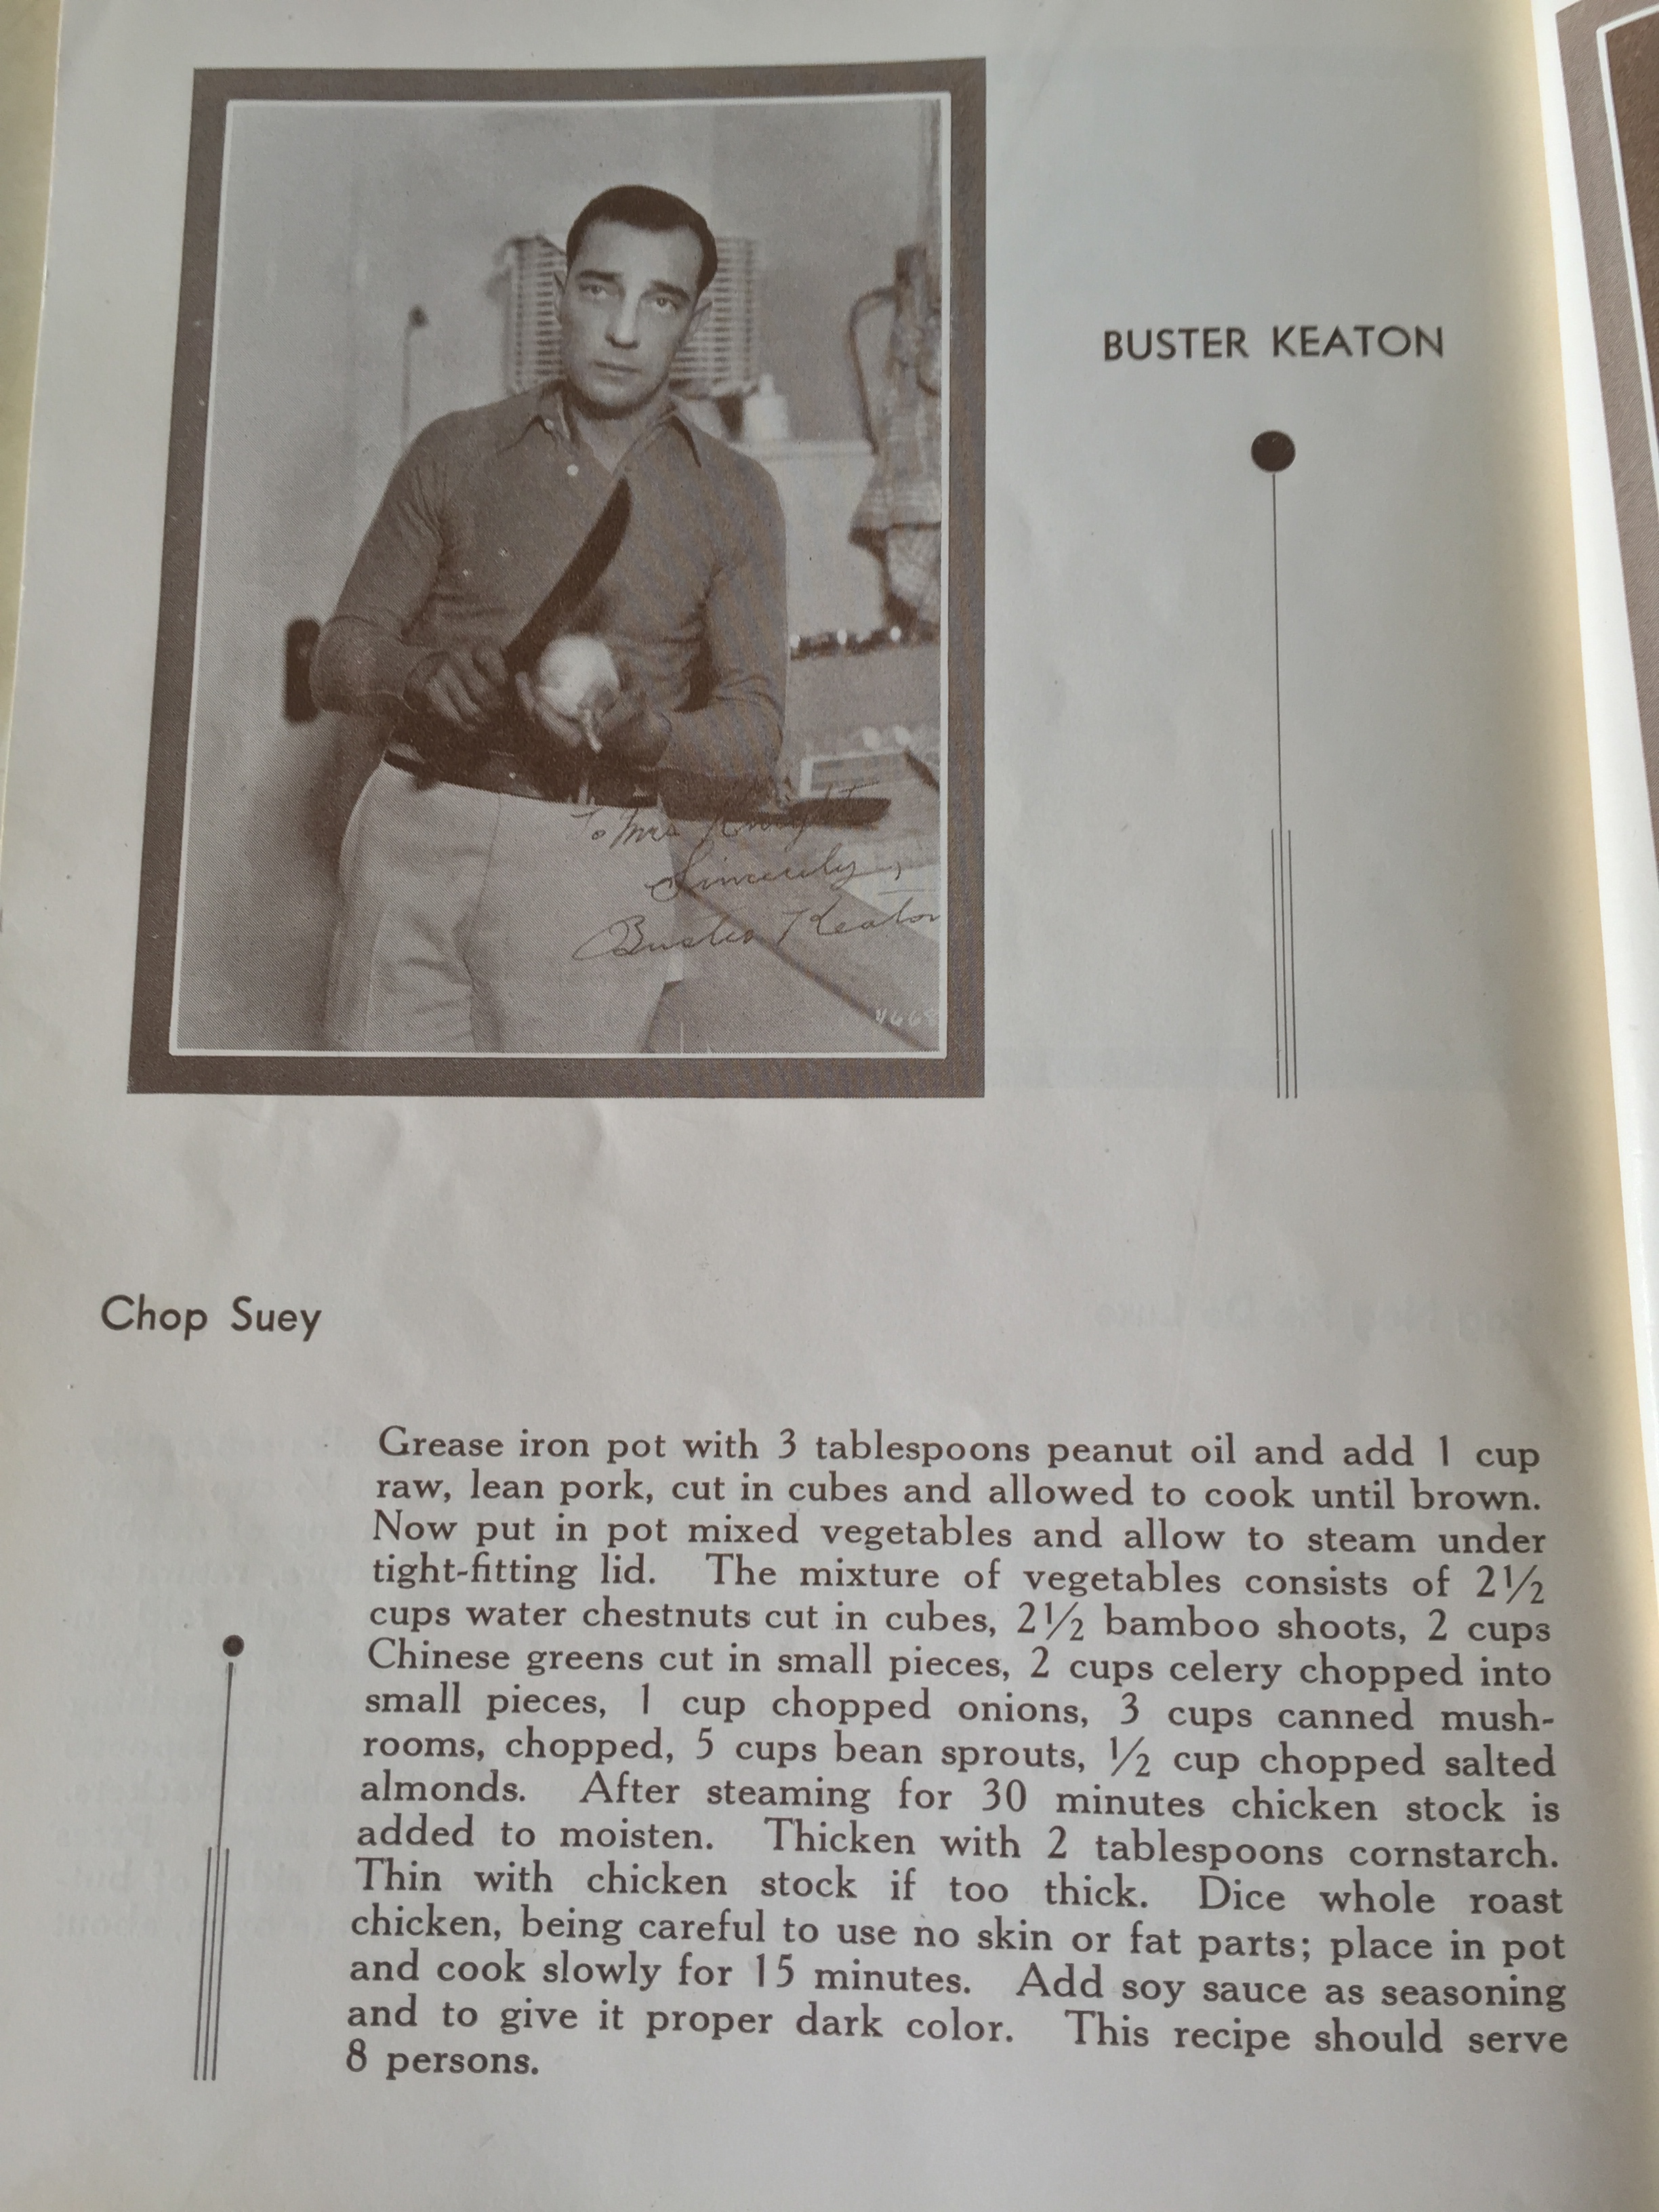 BUSTER KEATON
To Mrs Knight
Sincerely,
Buster Keaton
4668
Chop Suey
Grease iron pot with 3 tablespoons peanut oil and add 1 cup
raw, lean pork, cut in cubes and allowed to cook until brown.
Now put in pot mixed vegetables and allow to steam under
tight-fitting lid. The mixture of vegetables consists of 2½
cups water chestnuts cut in cubes, 2½ bamboo shoots, 2 cups
Chinese greens cut in small pieces, 2 cups celery chopped into
small pieces, 1 cup chopped onions, 3 cups canned mush-
rooms, chopped, 5 cups bean sprouts, ½ cup chopped salted
almonds. After steaming for 30 minutes chicken stock is
added to moisten. Thicken with 2 tablespoons cornstarch.
Thin with chicken stock if too thick. Dice whole roast
chicken, being careful to use no skin or fat parts; place in pot
and cook slowly for 15 minutes. Add soy sauce as seasoning
and to give it proper dark color. This recipe should serve
8 persons.